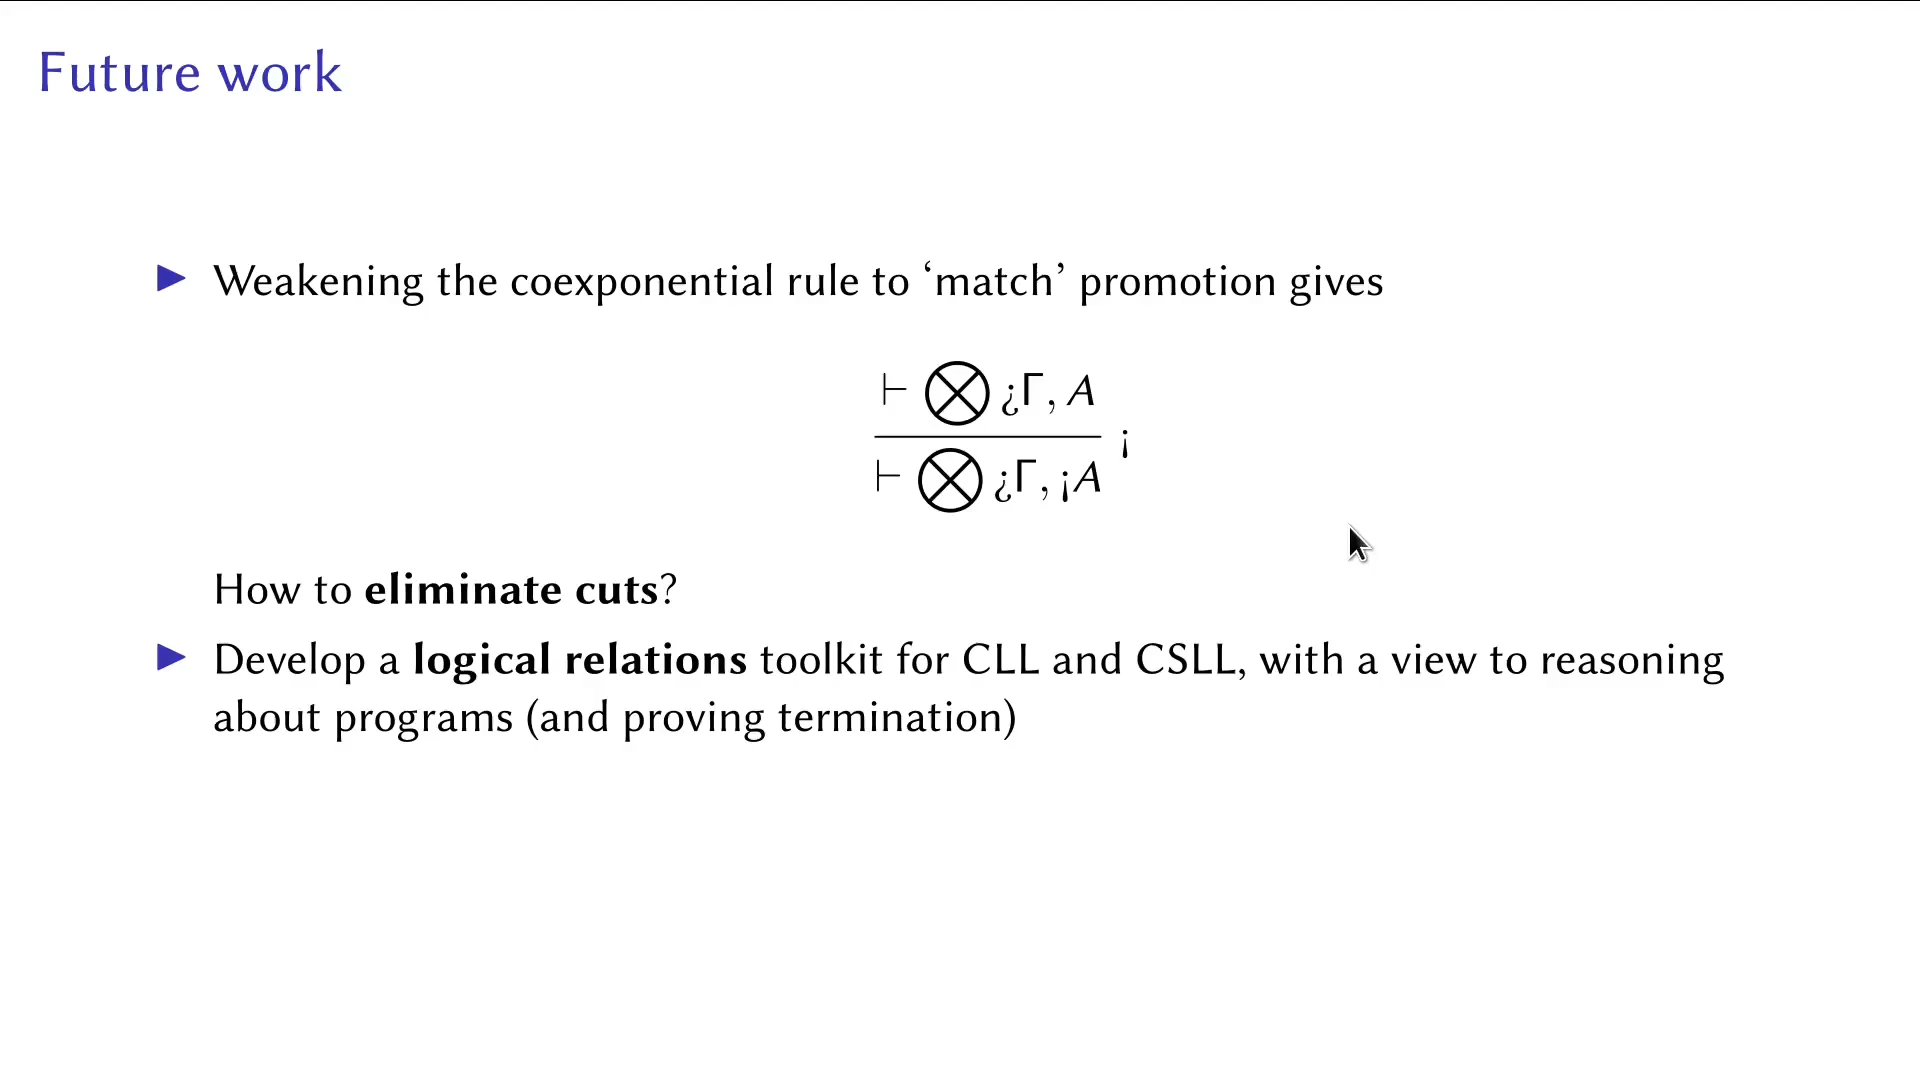 Future work
▶ Weakening the coexponential rule to ‘match’ promotion gives
⊢ ⨂ ¿Γ, A
¡
⊢ ⨂ ¿Γ, ¡A
How to eliminate cuts?
▶ Develop a logical relations toolkit for CLL and CSLL, with a view to reasoning
about programs (and proving termination)